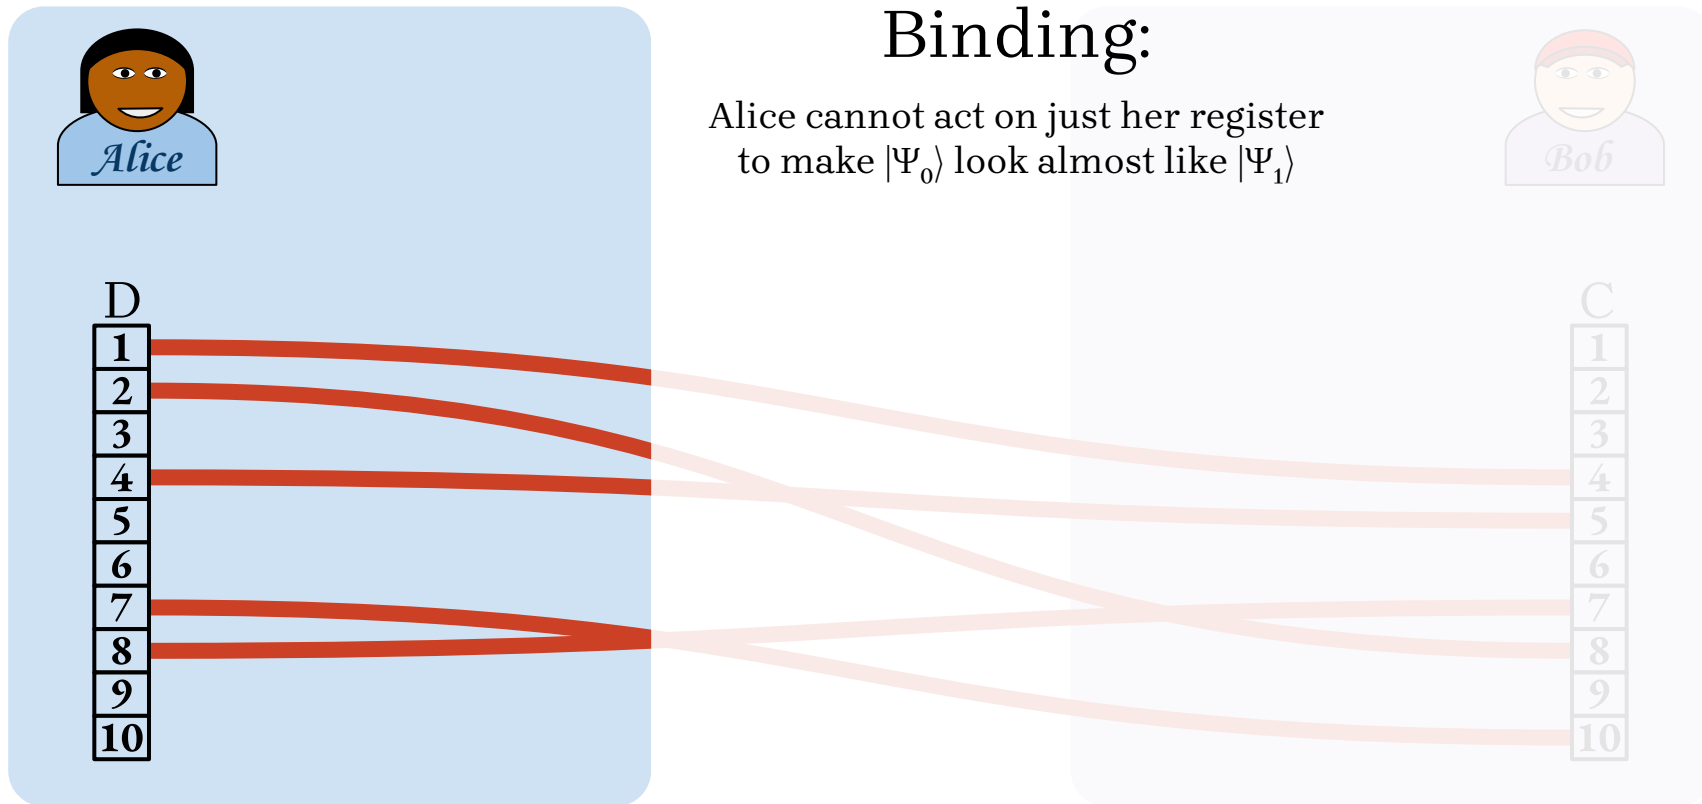 Binding:
Alice cannot act on just her register
to make |Ψ₀⟩ look almost like |Ψ₁⟩
Alice
Bob
D
1
2
3
4
5
6
7
8
9
10
C
1
2
3
4
5
6
7
8
9
10